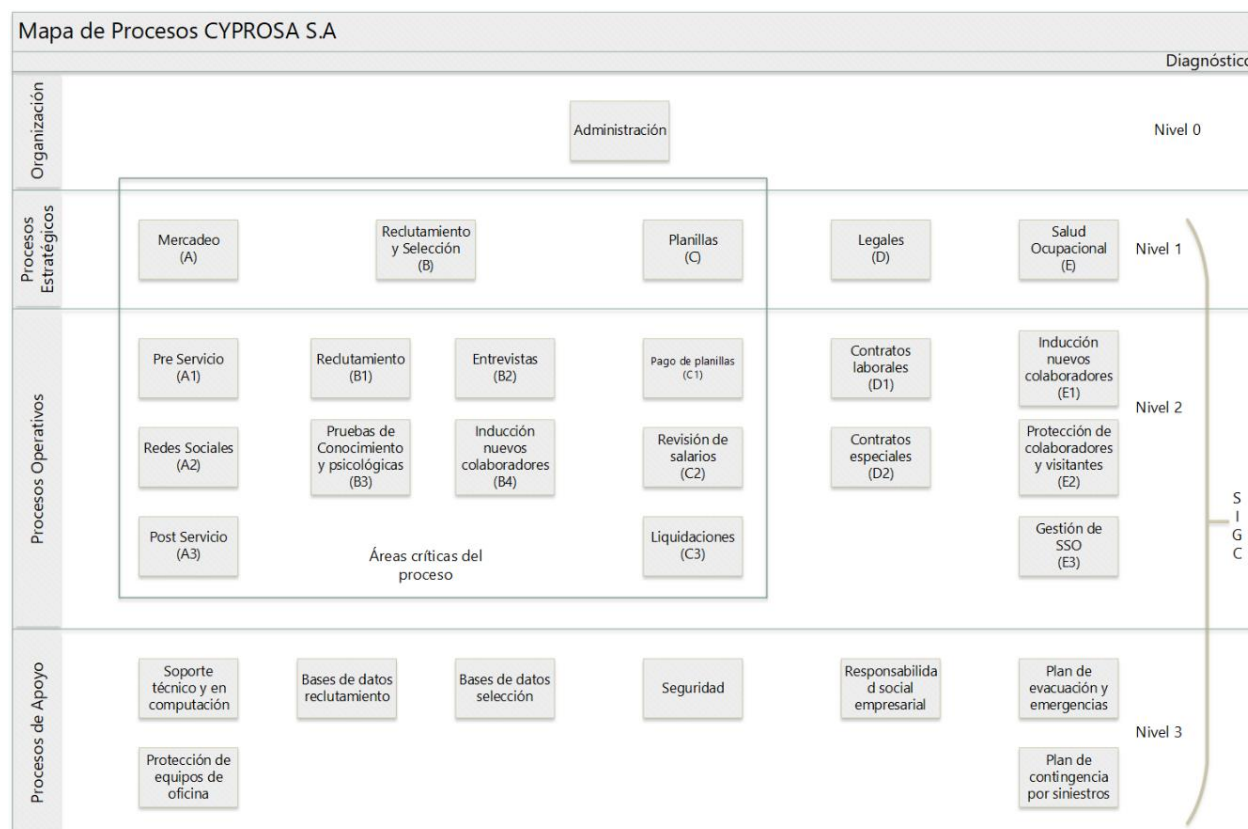 Mapa de Procesos CYPROSA S.A
Diagnóstico
Organización
Administración
Nivel 0
Procesos
Estratégicos
Mercadeo
(A)
Reclutamiento
y Selección
(B)
Planillas
(C)
Legales
(D)
Salud
Ocupacional
(E)
Nivel 1
Procesos Operativos
Pre Servicio
(A1)
Reclutamiento
(B1)
Entrevistas
(B2)
Pago de planillas
(C1)
Contratos
laborales
(D1)
Inducción
nuevos
colaboradores
(E1)
Nivel 2
Redes Sociales
(A2)
Pruebas de
Conocimiento
y psicológicas
(B3)
Inducción
nuevos
colaboradores
(B4)
Revisión de
salarios
(C2)
Contratos
especiales
(D2)
Protección de
colaboradores
y visitantes
(E2)
Post Servicio
(A3)
Áreas críticas del
proceso
Liquidaciones
(C3)
Gestión de
SSO
(E3)
S
I
G
C
Procesos de Apoyo
Soporte
técnico y en
computación
Bases de datos
reclutamiento
Bases de datos
selección
Seguridad
Responsabilida
d social
empresarial
Plan de
evacuación y
emergencias
Nivel 3
Protección de
equipos de
oficina
Plan de
contingencia
por siniestros